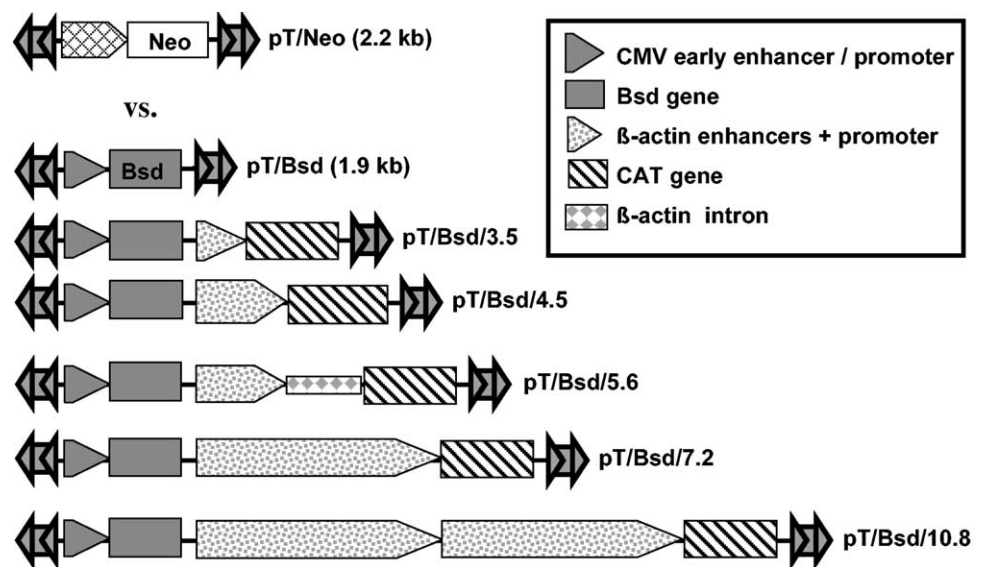 Neo
pT/Neo (2.2 kb)
vs.
Bsd
pT/Bsd (1.9 kb)
pT/Bsd/3.5
pT/Bsd/4.5
pT/Bsd/5.6
pT/Bsd/7.2
pT/Bsd/10.8
CMV early enhancer / promoter
Bsd gene
ß-actin enhancers + promoter
CAT gene
ß-actin intron